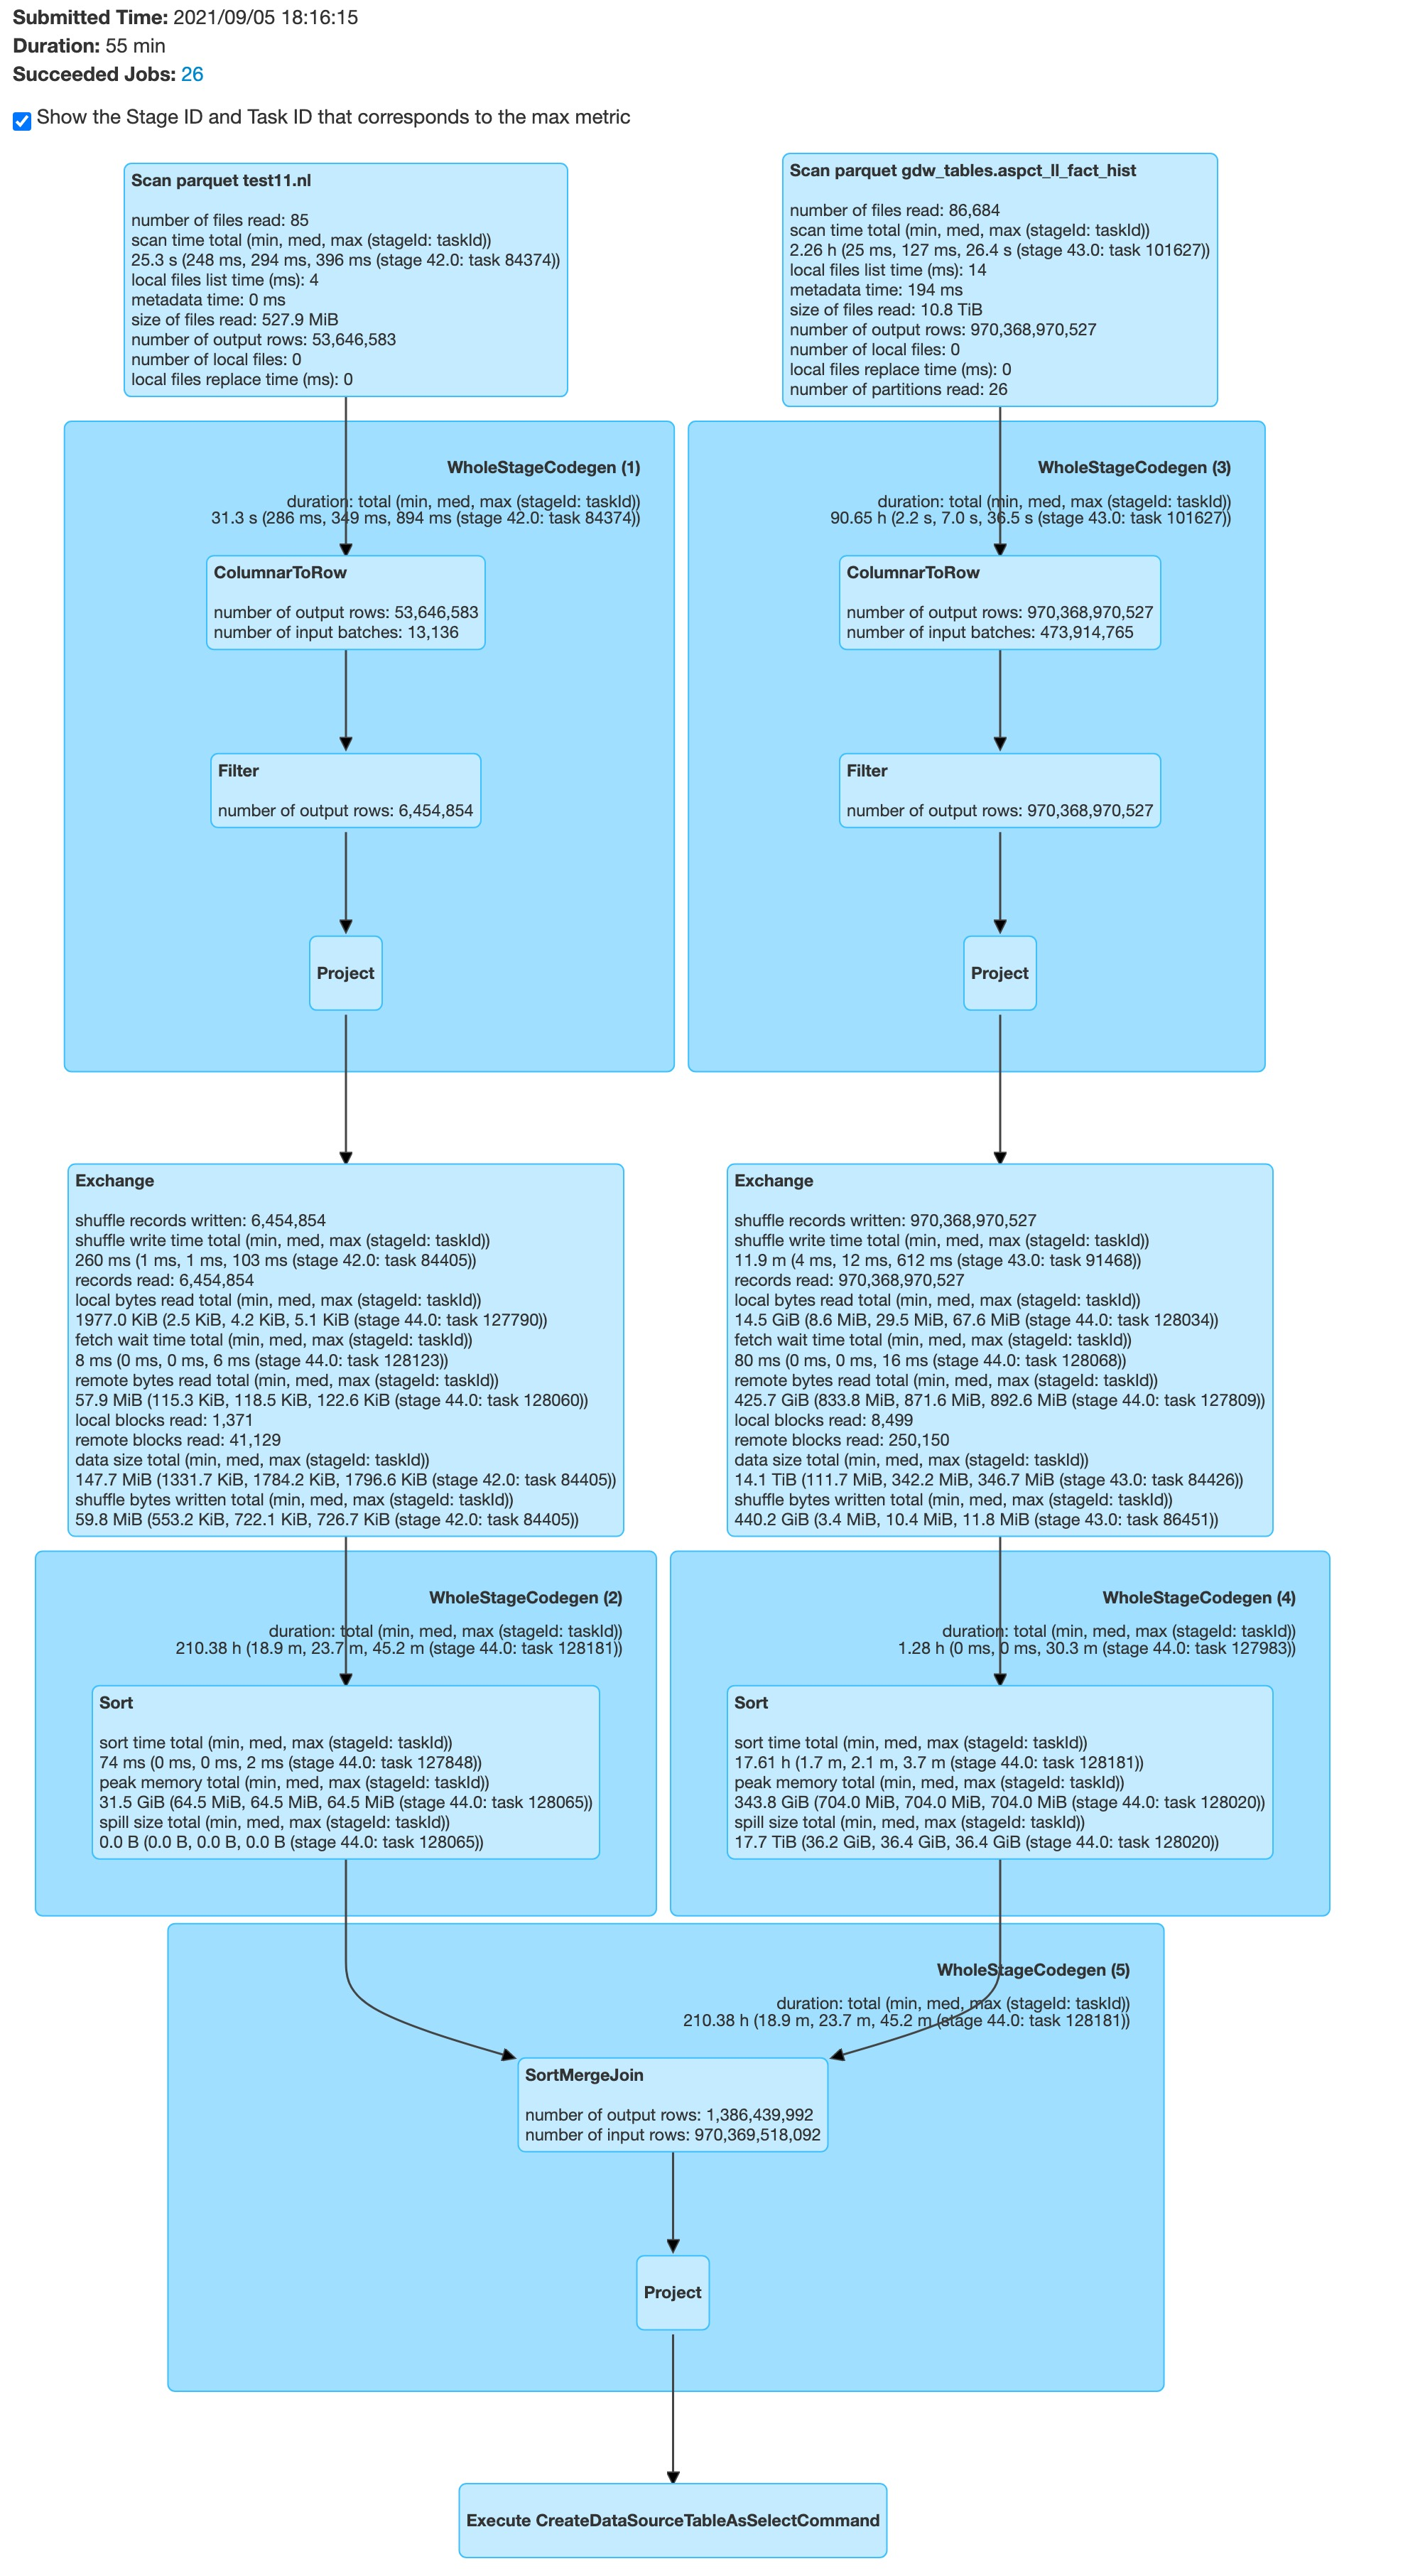 Submitted Time: 2021/09/05 18:16:15
Duration: 55 min
Succeeded Jobs: 26
Show the Stage ID and Task ID that corresponds to the max metric
Scan parquet test11.nl
number of files read: 85
scan time total (min, med, max (stageId: taskId))
25.3 s (248 ms, 294 ms, 396 ms (stage 42.0: task 84374))
local files list time (ms): 4
metadata time: 0 ms
size of files read: 527.9 MiB
number of output rows: 53,646,583
number of local files: 0
local files replace time (ms): 0
Scan parquet gdw_tables.aspct_ll_fact_hist
number of files read: 86,684
scan time total (min, med, max (stageId: taskId))
2.26 h (25 ms, 127 ms, 26.4 s (stage 43.0: task 101627))
local files list time (ms): 14
metadata time: 194 ms
size of files read: 10.8 TiB
number of output rows: 970,368,970,527
number of local files: 0
local files replace time (ms): 0
number of partitions read: 26
WholeStageCodegen (1)
duration: total (min, med, max (stageId: taskId))
31.3 s (286 ms, 349 ms, 894 ms (stage 42.0: task 84374))
ColumnarToRow
number of output rows: 53,646,583
number of input batches: 13,136
Filter
number of output rows: 6,454,854
Project
WholeStageCodegen (3)
duration: total (min, med, max (stageId: taskId))
90.65 h (2.2 s, 7.0 s, 36.5 s (stage 43.0: task 101627))
ColumnarToRow
number of output rows: 970,368,970,527
number of input batches: 473,914,765
Filter
number of output rows: 970,368,970,527
Project
Exchange
shuffle records written: 6,454,854
shuffle write time total (min, med, max (stageId: taskId))
260 ms (1 ms, 1 ms, 103 ms (stage 42.0: task 84405))
records read: 6,454,854
local bytes read total (min, med, max (stageId: taskId))
1977.0 KiB (2.5 KiB, 4.2 KiB, 5.1 KiB (stage 44.0: task 127790))
fetch wait time total (min, med, max (stageId: taskId))
8 ms (0 ms, 0 ms, 6 ms (stage 44.0: task 128123))
remote bytes read total (min, med, max (stageId: taskId))
57.9 MiB (115.3 KiB, 118.5 KiB, 122.6 KiB (stage 44.0: task 128060))
local blocks read: 1,371
remote blocks read: 41,129
data size total (min, med, max (stageId: taskId))
147.7 MiB (1331.7 KiB, 1784.2 KiB, 1796.6 KiB (stage 42.0: task 84405))
shuffle bytes written total (min, med, max (stageId: taskId))
59.8 MiB (553.2 KiB, 722.1 KiB, 726.7 KiB (stage 42.0: task 84405))
Exchange
shuffle records written: 970,368,970,527
shuffle write time total (min, med, max (stageId: taskId))
11.9 m (4 ms, 12 ms, 612 ms (stage 43.0: task 91468))
records read: 970,368,970,527
local bytes read total (min, med, max (stageId: taskId))
14.5 GiB (8.6 MiB, 29.5 MiB, 67.6 MiB (stage 44.0: task 128034))
fetch wait time total (min, med, max (stageId: taskId))
80 ms (0 ms, 0 ms, 16 ms (stage 44.0: task 128068))
remote bytes read total (min, med, max (stageId: taskId))
425.7 GiB (833.8 MiB, 871.6 MiB, 892.6 MiB (stage 44.0: task 127809))
local blocks read: 8,499
remote blocks read: 250,150
data size total (min, med, max (stageId: taskId))
14.1 TiB (111.7 MiB, 342.2 MiB, 346.7 MiB (stage 43.0: task 84426))
shuffle bytes written total (min, med, max (stageId: taskId))
440.2 GiB (3.4 MiB, 10.4 MiB, 11.8 MiB (stage 43.0: task 86451))
WholeStageCodegen (2)
duration: total (min, med, max (stageId: taskId))
210.38 h (18.9 m, 23.7 m, 45.2 m (stage 44.0: task 128181))
Sort
sort time total (min, med, max (stageId: taskId))
74 ms (0 ms, 0 ms, 2 ms (stage 44.0: task 127848))
peak memory total (min, med, max (stageId: taskId))
31.5 GiB (64.5 MiB, 64.5 MiB, 64.5 MiB (stage 44.0: task 128065))
spill size total (min, med, max (stageId: taskId))
0.0 B (0.0 B, 0.0 B, 0.0 B (stage 44.0: task 128065))
WholeStageCodegen (4)
duration: total (min, med, max (stageId: taskId))
1.28 h (0 ms, 0 ms, 30.3 m (stage 44.0: task 127983))
Sort
sort time total (min, med, max (stageId: taskId))
17.61 h (1.7 m, 2.1 m, 3.7 m (stage 44.0: task 128181))
peak memory total (min, med, max (stageId: taskId))
343.8 GiB (704.0 MiB, 704.0 MiB, 704.0 MiB (stage 44.0: task 128020))
spill size total (min, med, max (stageId: taskId))
17.7 TiB (36.2 GiB, 36.4 GiB, 36.4 GiB (stage 44.0: task 128020))
WholeStageCodegen (5)
duration: total (min, med, max (stageId: taskId))
210.38 h (18.9 m, 23.7 m, 45.2 m (stage 44.0: task 128181))
SortMergeJoin
number of output rows: 1,386,439,992
number of input rows: 970,369,518,092
Project
Execute CreateDataSourceTableAsSelectCommand